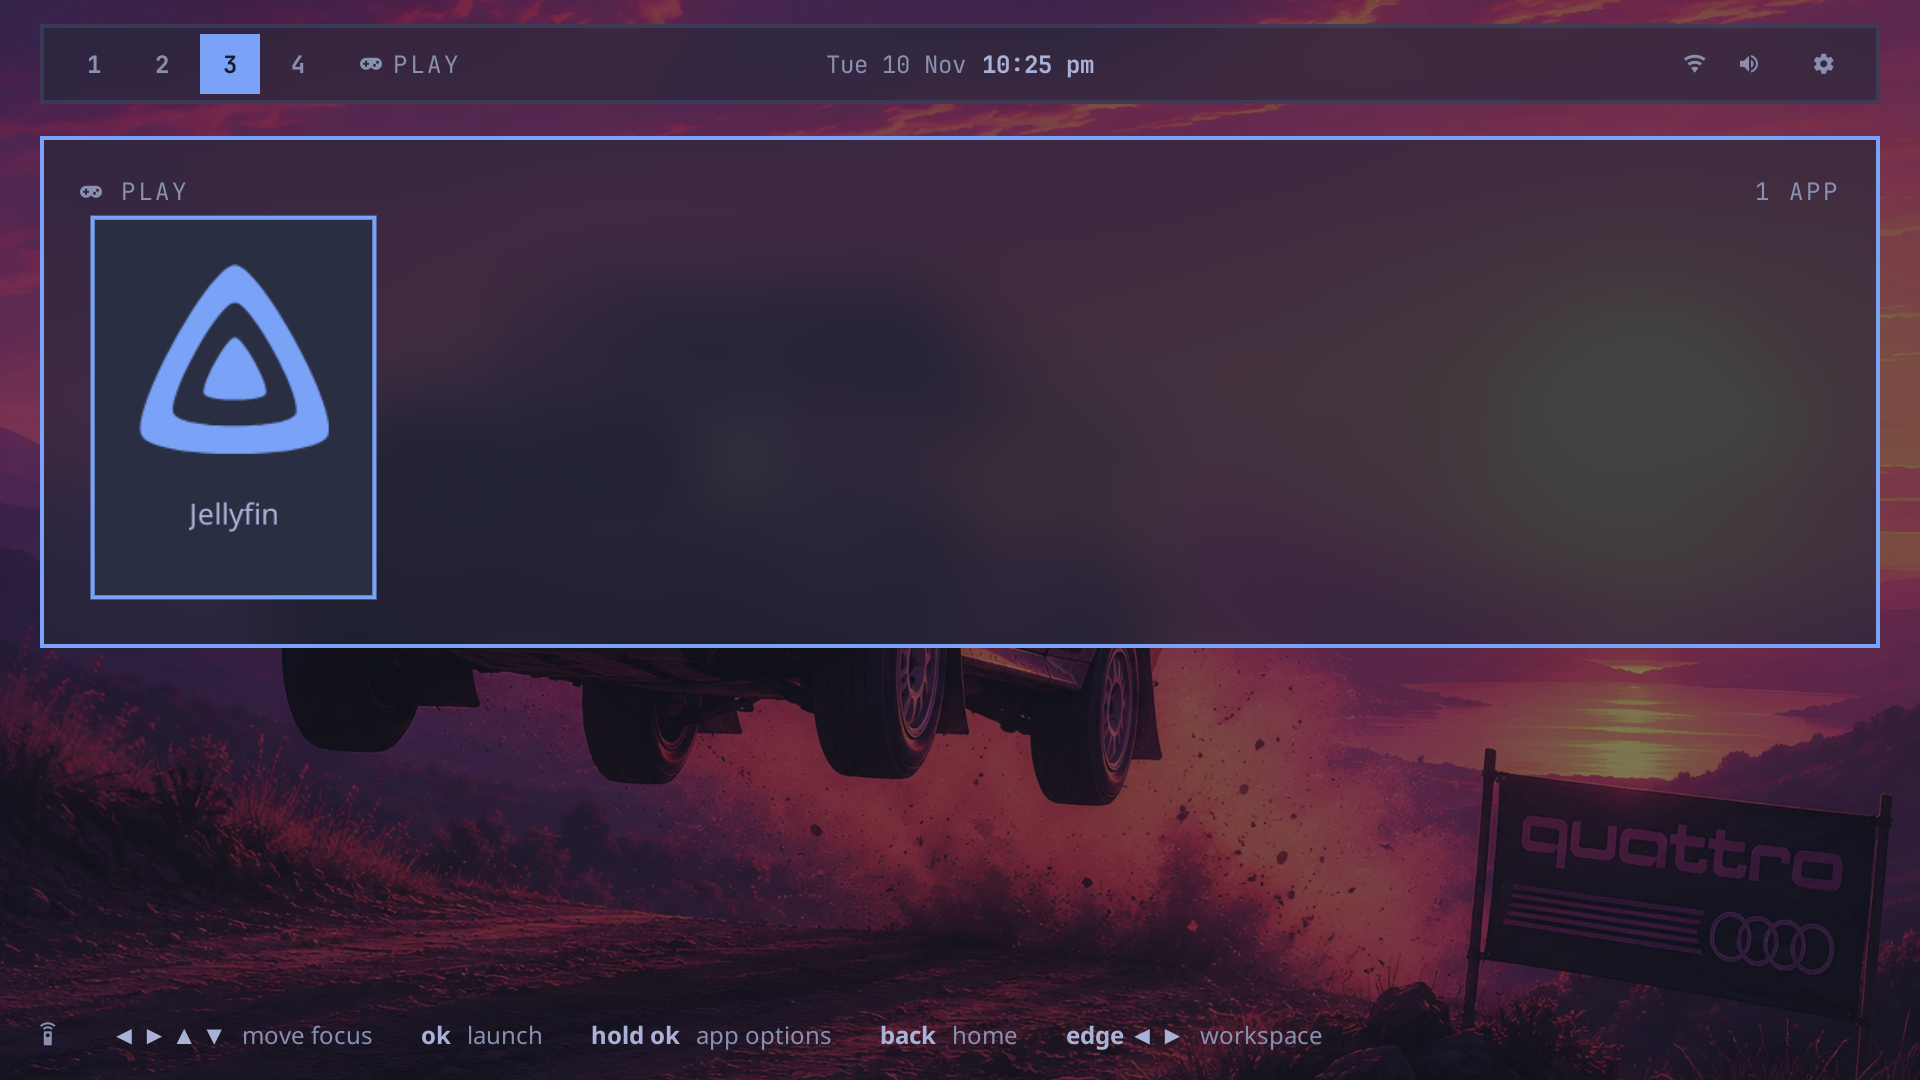 1 2 3 4 PLAY Tue 10 Nov 10:25 pm
PLAY 1 APP
Jellyfin
quattro
◀ ▶ ▲ ▼ move focus ok launch hold ok app options back home edge ◀ ▶ workspace